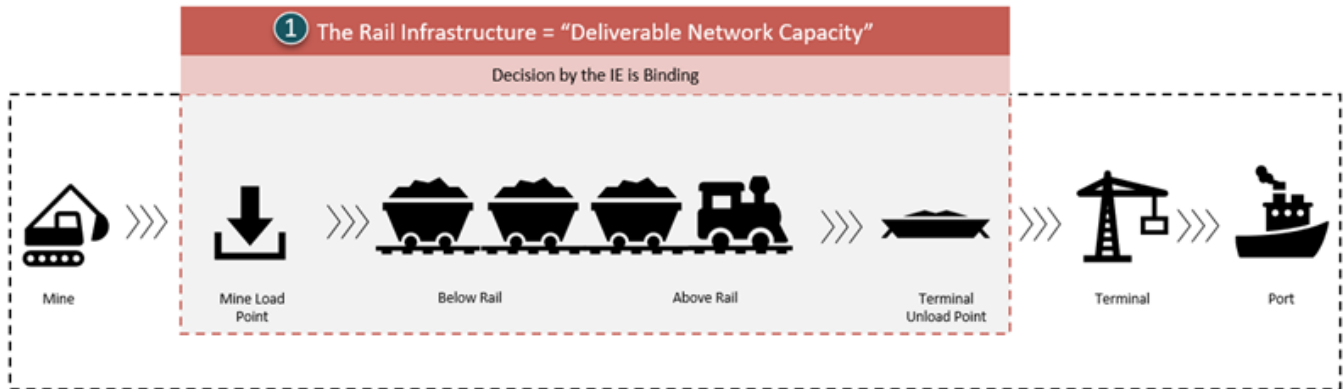 1 The Rail Infrastructure = “Deliverable Network Capacity”
Decision by the IE is Binding
Mine
Mine Load
Point
Below Rail
Above Rail
Terminal
Unload Point
Terminal
Port